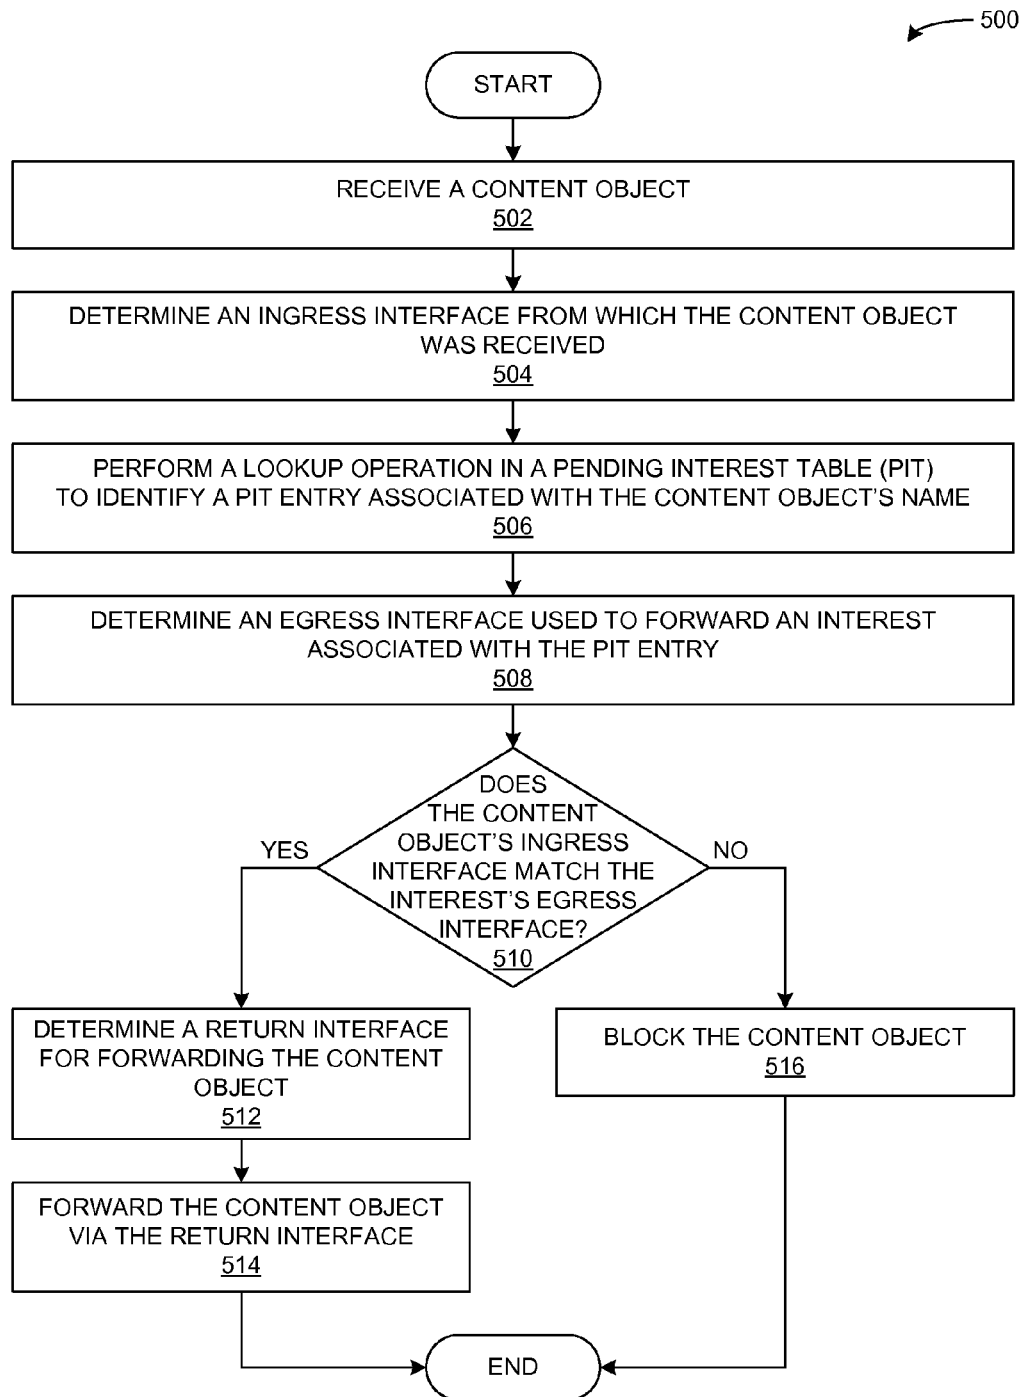 500
START
RECEIVE A CONTENT OBJECT
502
DETERMINE AN INGRESS INTERFACE FROM WHICH THE CONTENT OBJECT
WAS RECEIVED
504
PERFORM A LOOKUP OPERATION IN A PENDING INTEREST TABLE (PIT)
TO IDENTIFY A PIT ENTRY ASSOCIATED WITH THE CONTENT OBJECT'S NAME
506
DETERMINE AN EGRESS INTERFACE USED TO FORWARD AN INTEREST
ASSOCIATED WITH THE PIT ENTRY
508
DOES
THE CONTENT
OBJECT'S INGRESS
INTERFACE MATCH THE
INTEREST'S EGRESS
INTERFACE?
510
YES
NO
DETERMINE A RETURN INTERFACE
FOR FORWARDING THE CONTENT
OBJECT
512
BLOCK THE CONTENT OBJECT
516
FORWARD THE CONTENT OBJECT
VIA THE RETURN INTERFACE
514
END